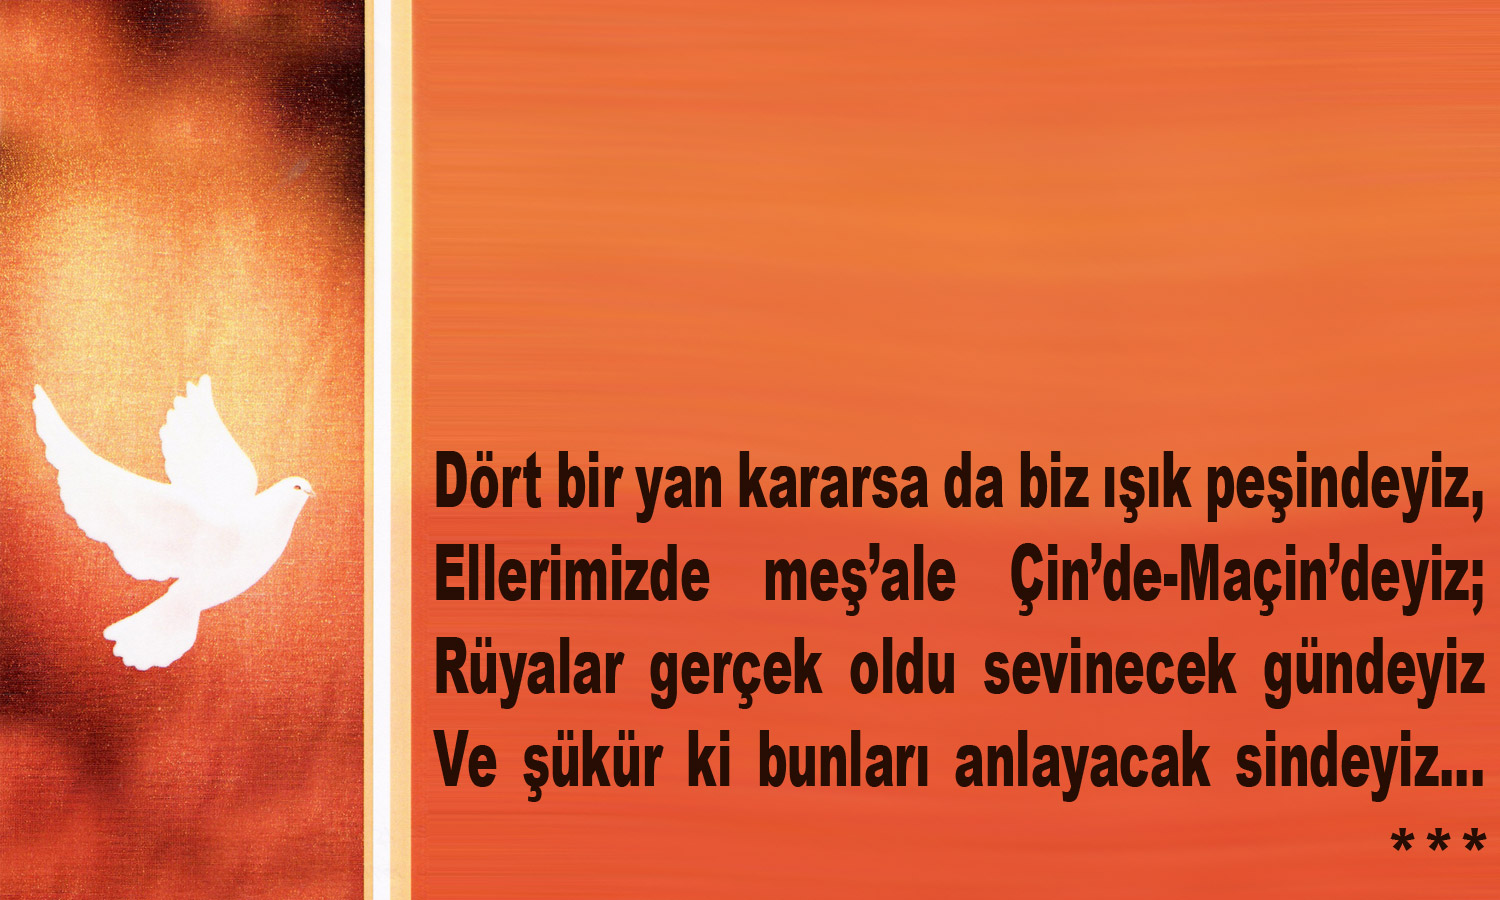 Dört bir yan kararsa da biz ışık peşindeyiz,
Ellerimizde meş’ale Çin’de-Maçin’deyiz;
Rüyalar gerçek oldu sevinecek gündeyiz
Ve şükür ki bunları anlayacak sindeyiz...
* * *